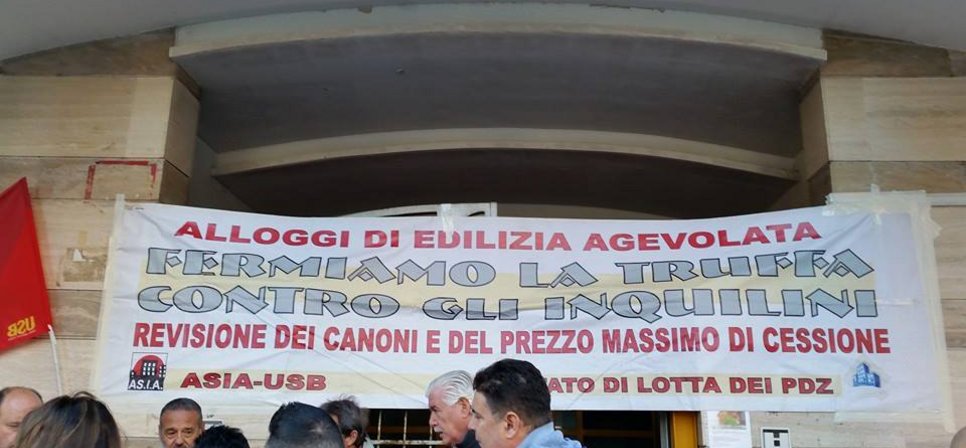 ALLOGGI DI EDILIZIA AGEVOLATA
FERMIAMO LA TRUFFA
CONTRO GLI INQUILINI
REVISIONE DEI CANONI E DEL PREZZO MASSIMO DI CESSIONE
AS.I.A.
ASIA-USB ATO DI LOTTA DEI PDZ
USB